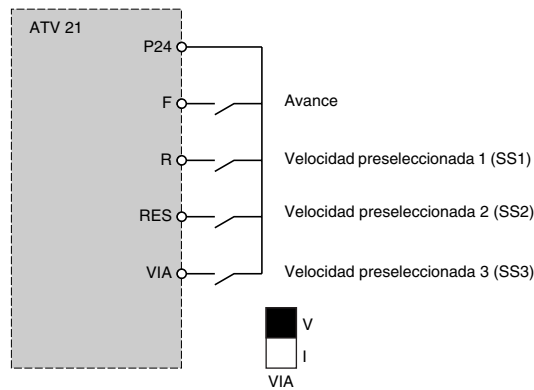 ATV 21
P24
F
Avance
R
Velocidad preseleccionada 1 (SS1)
RES
Velocidad preseleccionada 2 (SS2)
VIA
Velocidad preseleccionada 3 (SS3)
V
I
VIA